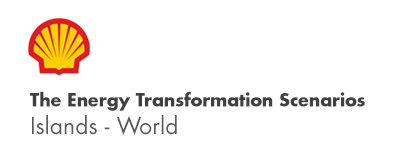 The Energy Transformation Scenarios
Islands - World